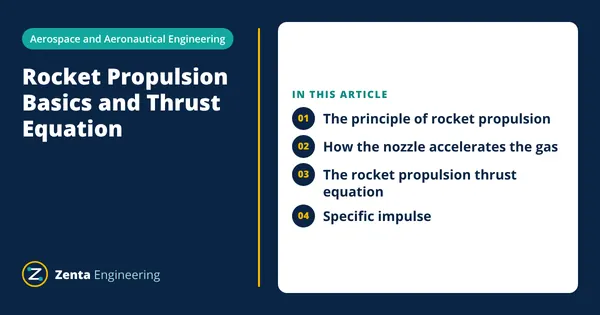 Aerospace and Aeronautical Engineering
Rocket Propulsion
Basics and Thrust
Equation
Z Zenta Engineering
IN THIS ARTICLE
01 The principle of rocket propulsion
02 How the nozzle accelerates the gas
03 The rocket propulsion thrust
equation
04 Specific impulse